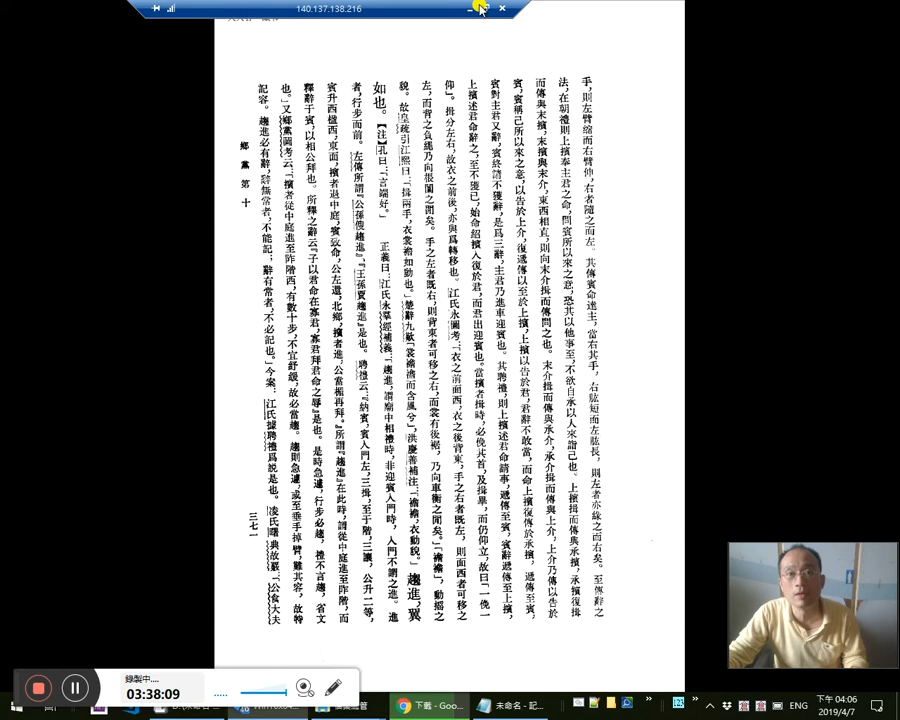 140.137.138.216
手，則左臂縮而右臂伸，右者隨之而左。其傳賓命達主，當右其手，右肱短而左肱長，則左者亦緣之而右矣。至傳辭之
法，在朝禮則上擯奉主君之命，問賓所以來之意，恐其以他事至，不欲自承以人來詣己也。上擯揖而傳與承擯，承擯復揖
而傳與末擯，末擯與末介，東西相直，則向末介揖而傳問之也。末介揖而傳與承介，承介揖而傳與上介，上介乃傳以告於
賓，賓稱己所以來之意，以告於上介，復遞傳以至於上擯，上擯以告於君，君辭不敢當，而命上擯復傳於承擯，遞傳至賓，
賓對主君又辭，賓終請不獲辭，是爲三辭，主君乃進車迎賓也。其聘禮，則上擯述君命請事，遞傳至賓，賓辭遞傳至上擯，
上擯述君命辭之，至不獲已，始命紹擯入復於君，而君出迎賓也。當擯者揖時，必俛其首，及揖畢，而仍仰立，故曰「一俛一
仰」。揖分左右，故衣之前後，亦與爲轉移也。江氏永圖考：「衣之前面西，衣之後背東，手之右者旣左，則面西者可移之
左，而背之負繩乃向根闑之閒矣。手之左者旣右，則背東者可移之右，而裳有後裾，乃向車衡之閒矣。」「襜襜」，動搖之
貌。故皇疏引江熙曰：「揖兩手，衣裳襜如動也。」楚辭九歎「裳襜襜而含風兮」，洪慶善補注：「襜襜，衣動貌。」趨進，翼
如也。【注】孔曰：「言端好。」　正義曰：江氏永羣經補義：「趨進，謂廟中相禮時，非迎賓入門時，入門不謂之進。進
者，行步而前。左傳所謂『公孫傁趨進』、『王孫賈趨進』是也。聘禮云：『納賓，賓入門左，三揖，至于階，三讓，公升二等，
賓升西楹西，東面，擯者退中庭，賓致命，公左還，北鄉，擯者進，公當楣再拜。』所謂『趨進』在此時，謂從中庭進至阼階，而
釋辭于賓，以相公拜也。所釋之辭云『子以君命在寡君，寡君拜君命之辱』是也。是時急遽，行步必趨，禮不言趨，省文
也。」又鄉黨圖考云：「擯者從中庭進至阼階西，有數十步，不宜舒緩，故必當趨。趨則急遽，或至垂手掉臂，難其容，故特
記容。趨進必有辭，辭無常者，不能記；辭有常者，不必記也。」今案：江氏據聘禮爲說是也。凌氏曙典故覈：「公食大夫
鄉黨第十
三七一
錄製中....
03:38:09
下載 - Goo...
未命名 - 記...
下午 04:06
2019/4/7